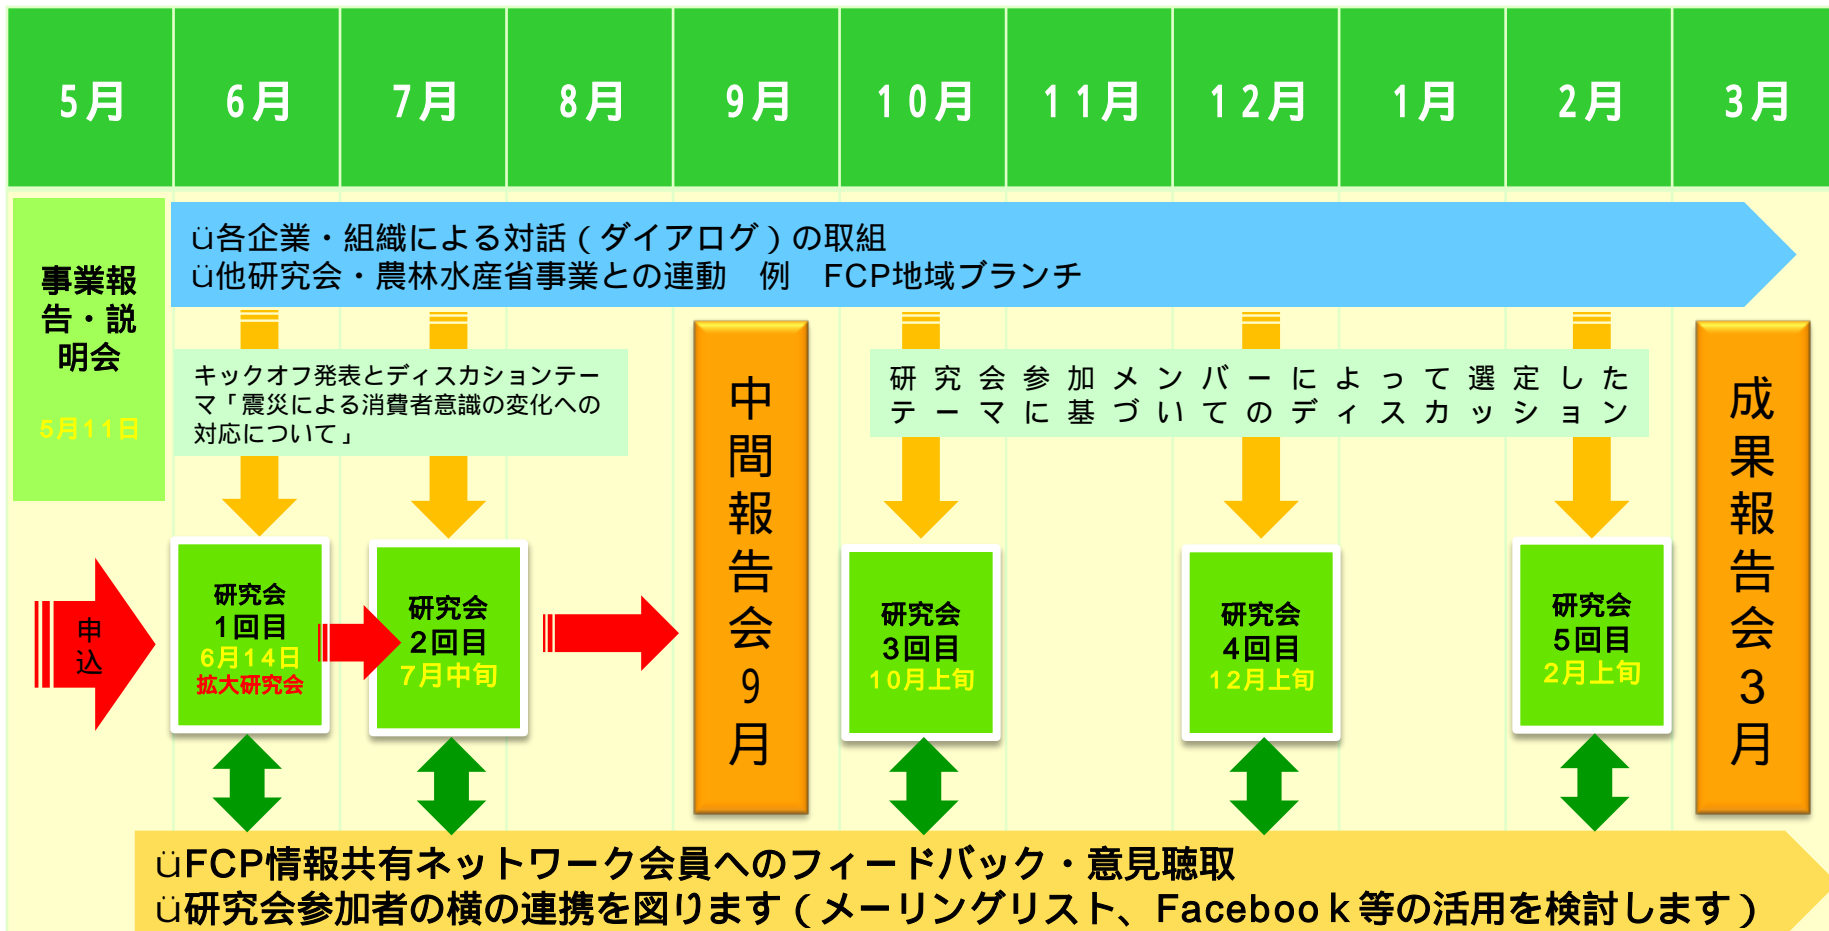 5月 6月 7月 8月 9月 10月 11月 12月 1月 2月 3月
事業報
告・説
明会
5月11日
ü各企業・組織による対話（ダイアログ）の取組
ü他研究会・農林水産省事業との連動　例　FCP地域ブランチ
キックオフ発表とディスカションテー
マ「震災による消費者意識の変化への
対応について」
中間報告会9月
研究会参加メンバーによって選定した
テーマに基づいてのディスカッション
成果報告会3月
申
込
研究会
1回目
6月14日
拡大研究会
研究会
2回目
7月中旬
研究会
3回目
10月上旬
研究会
4回目
12月上旬
研究会
5回目
2月上旬
üFCP情報共有ネットワーク会員へのフィードバック・意見聴取
ü研究会参加者の横の連携を図ります（メーリングリスト、Facebooｋ等の活用を検討します）